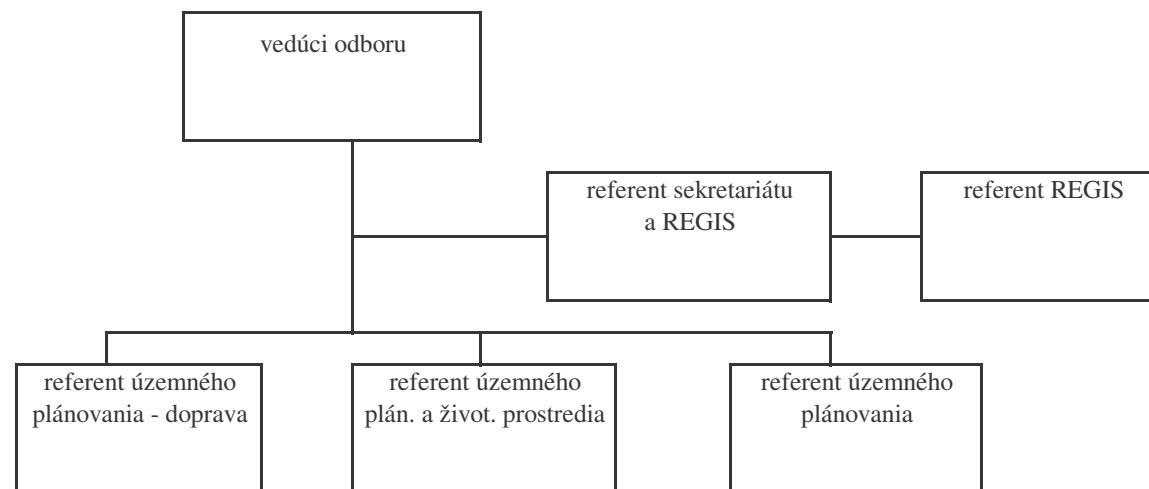 vedúci odboru
referent sekretariátu
a REGIS
referent REGIS
referent územného
plánovania - doprava
referent územného
plán. a život. prostredia
referent územného
plánovania